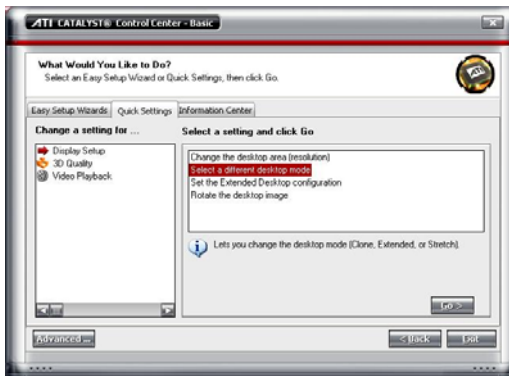 ATI CATALYST® Control Center - Basic
What Would You Like to Do?
Select an Easy Setup Wizard or Quick Settings, then click Go.
ATI
Easy Setup Wizards Quick Settings Information Center
Change a setting for ... Select a setting and click Go
Display Setup
3D Quality
Video Playback
Change the desktop area (resolution)
Select a different desktop mode
Set the Extended Desktop configuration
Rotate the desktop image
Lets you change the desktop mode (Clone, Extended, or Stretch).
Go >
Advanced ... < Back Exit